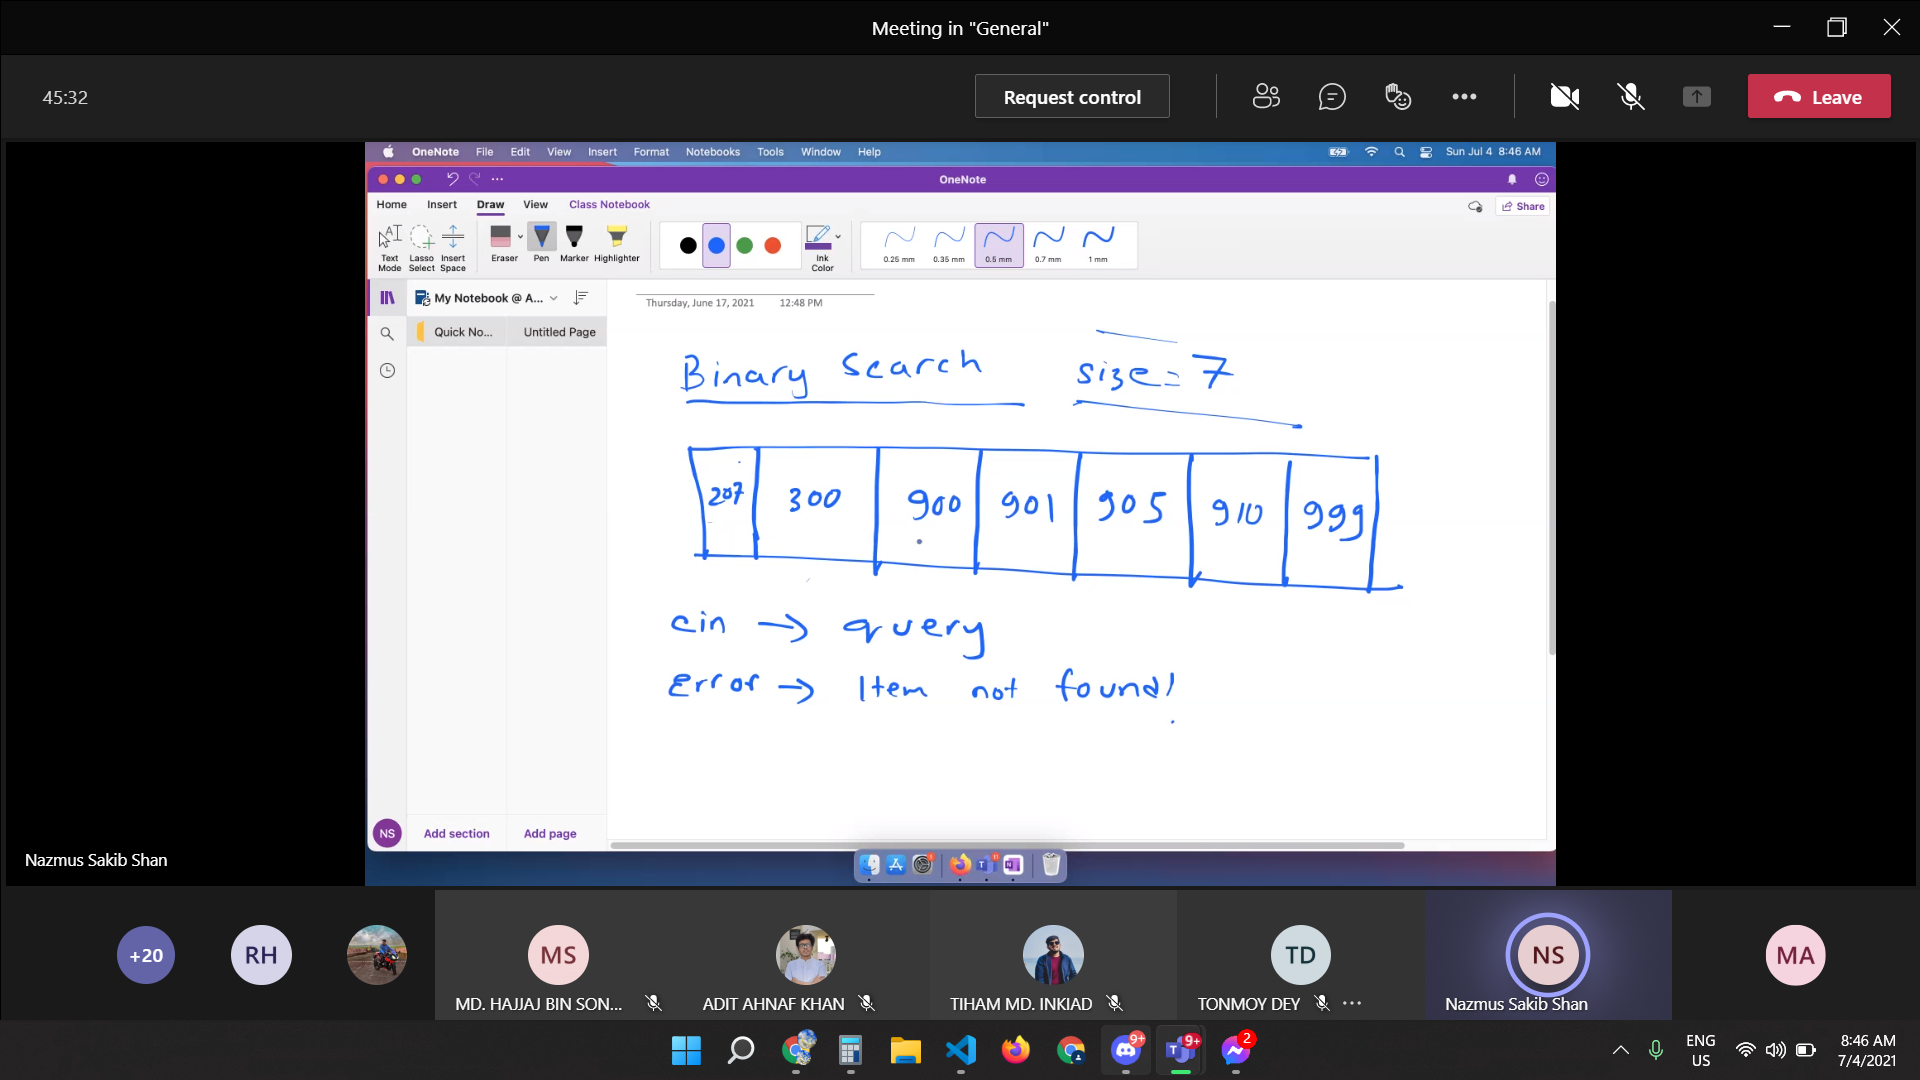 Meeting in "General"
45:32
Request control
Leave
OneNote File Edit View Insert Format Notebooks Tools Window Help
Sun Jul 4 8:46 AM
OneNote
Home Insert Draw View Class Notebook
Share
Text Mode
Lasso Select
Insert Space
Eraser
Pen
Marker
Highlighter
Ink Color
0.25 mm
0.35 mm
0.5 mm
0.7 mm
1 mm
My Notebook @ A...
Quick No...
Untitled Page
Thursday, June 17, 2021 12:48 PM
Binary Search size = 7
207 300 900 901 905 910 999
cin → query
Error → Item not found!
NS
Add section
Add page
Nazmus Sakib Shan
+20
RH
MS
TD
NS
MA
MD. HAJJAJ BIN SON...
ADIT AHNAF KHAN
TIHAM MD. INKIAD
TONMOY DEY
Nazmus Sakib Shan
9+
9+
2
ENG
US
8:46 AM
7/4/2021